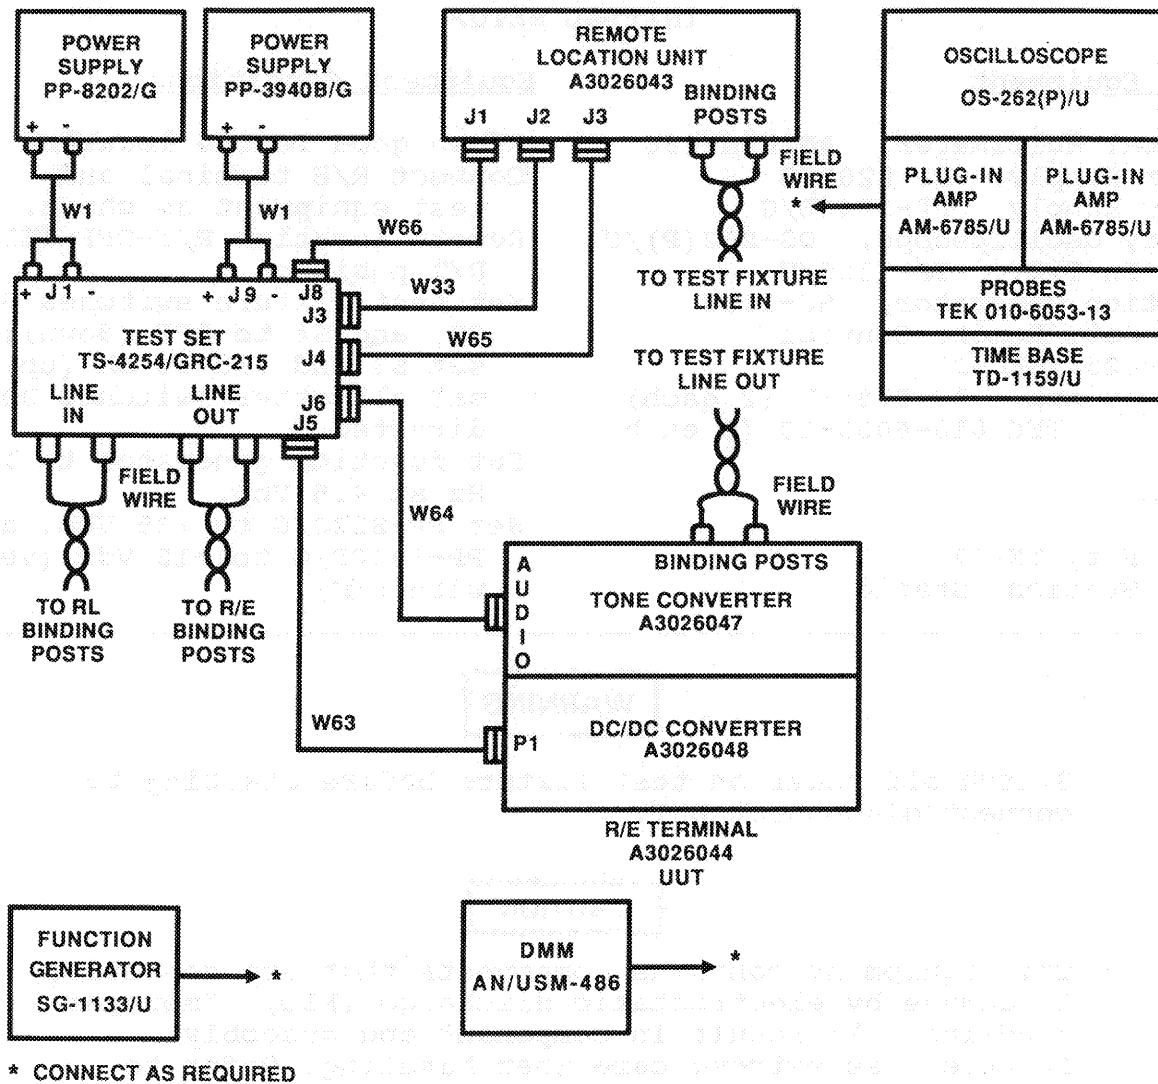 POWER
SUPPLY
PP-8202/G
+ -
POWER
SUPPLY
PP-3940B/G
+ -
REMOTE
LOCATION UNIT
A3026043
J1 J2 J3
BINDING
POSTS
OSCILLOSCOPE
OS-262(P)/U
PLUG-IN
AMP
AM-6785/U
PLUG-IN
AMP
AM-6785/U
PROBES
TEK 010-6053-13
TIME BASE
TD-1159/U
FIELD
WIRE
*
W1
W1
W66
W33
W65
TO TEST FIXTURE
LINE IN
+ J1 -
+ J9 -
J8
J3
TEST SET
TS-4254/GRC-215
J4
LINE
IN
LINE
OUT
J6
J5
TO TEST FIXTURE
LINE OUT
FIELD
WIRE
FIELD
WIRE
W64
TO RL
BINDING
POSTS
TO R/E
BINDING
POSTS
BINDING POSTS
AUDIO
TONE CONVERTER
A3026047
W63
P1
DC/DC CONVERTER
A3026048
R/E TERMINAL
A3026044
UUT
FUNCTION
GENERATOR
SG-1133/U
*
DMM
AN/USM-486
*
* CONNECT AS REQUIRED